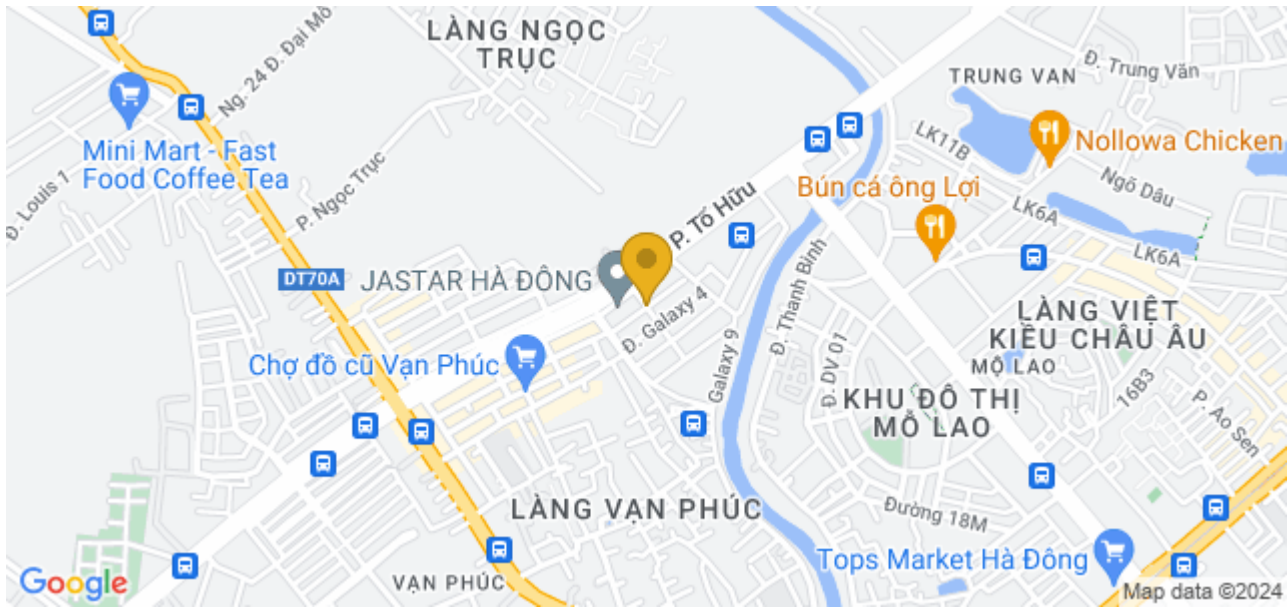 LÀNG NGỌC
TRỤC
Ng. 24 Đ. Đại Mỗ
TRUNG VAN
Đ. Trung Văn
Mini Mart - Fast
Food Coffee Tea
LK11B
Nollowa Chicken
Đ. Louis 1
P. Ngọc Trục
Bún cá ông Lợi
Ngõ Dâu
P. Tố Hữu
LK6A
LK6A
DT70A
JASTAR HÀ ĐÔNG
Đ. Thanh Bình
Đ. Galaxy 4
LÀNG VIỆT
KIỀU CHÂU ÂU
Chợ đồ cũ Vạn Phúc
Galaxy 9
Đ. DV 01
MỘ LAO
16B3
KHU ĐÔ THỊ
MỖ LAO
P. Ao Sen
LÀNG VẠN PHÚC
Đường 18M
Tops Market Hà Đông
VẠN PHÚC
Google
Map data ©2024